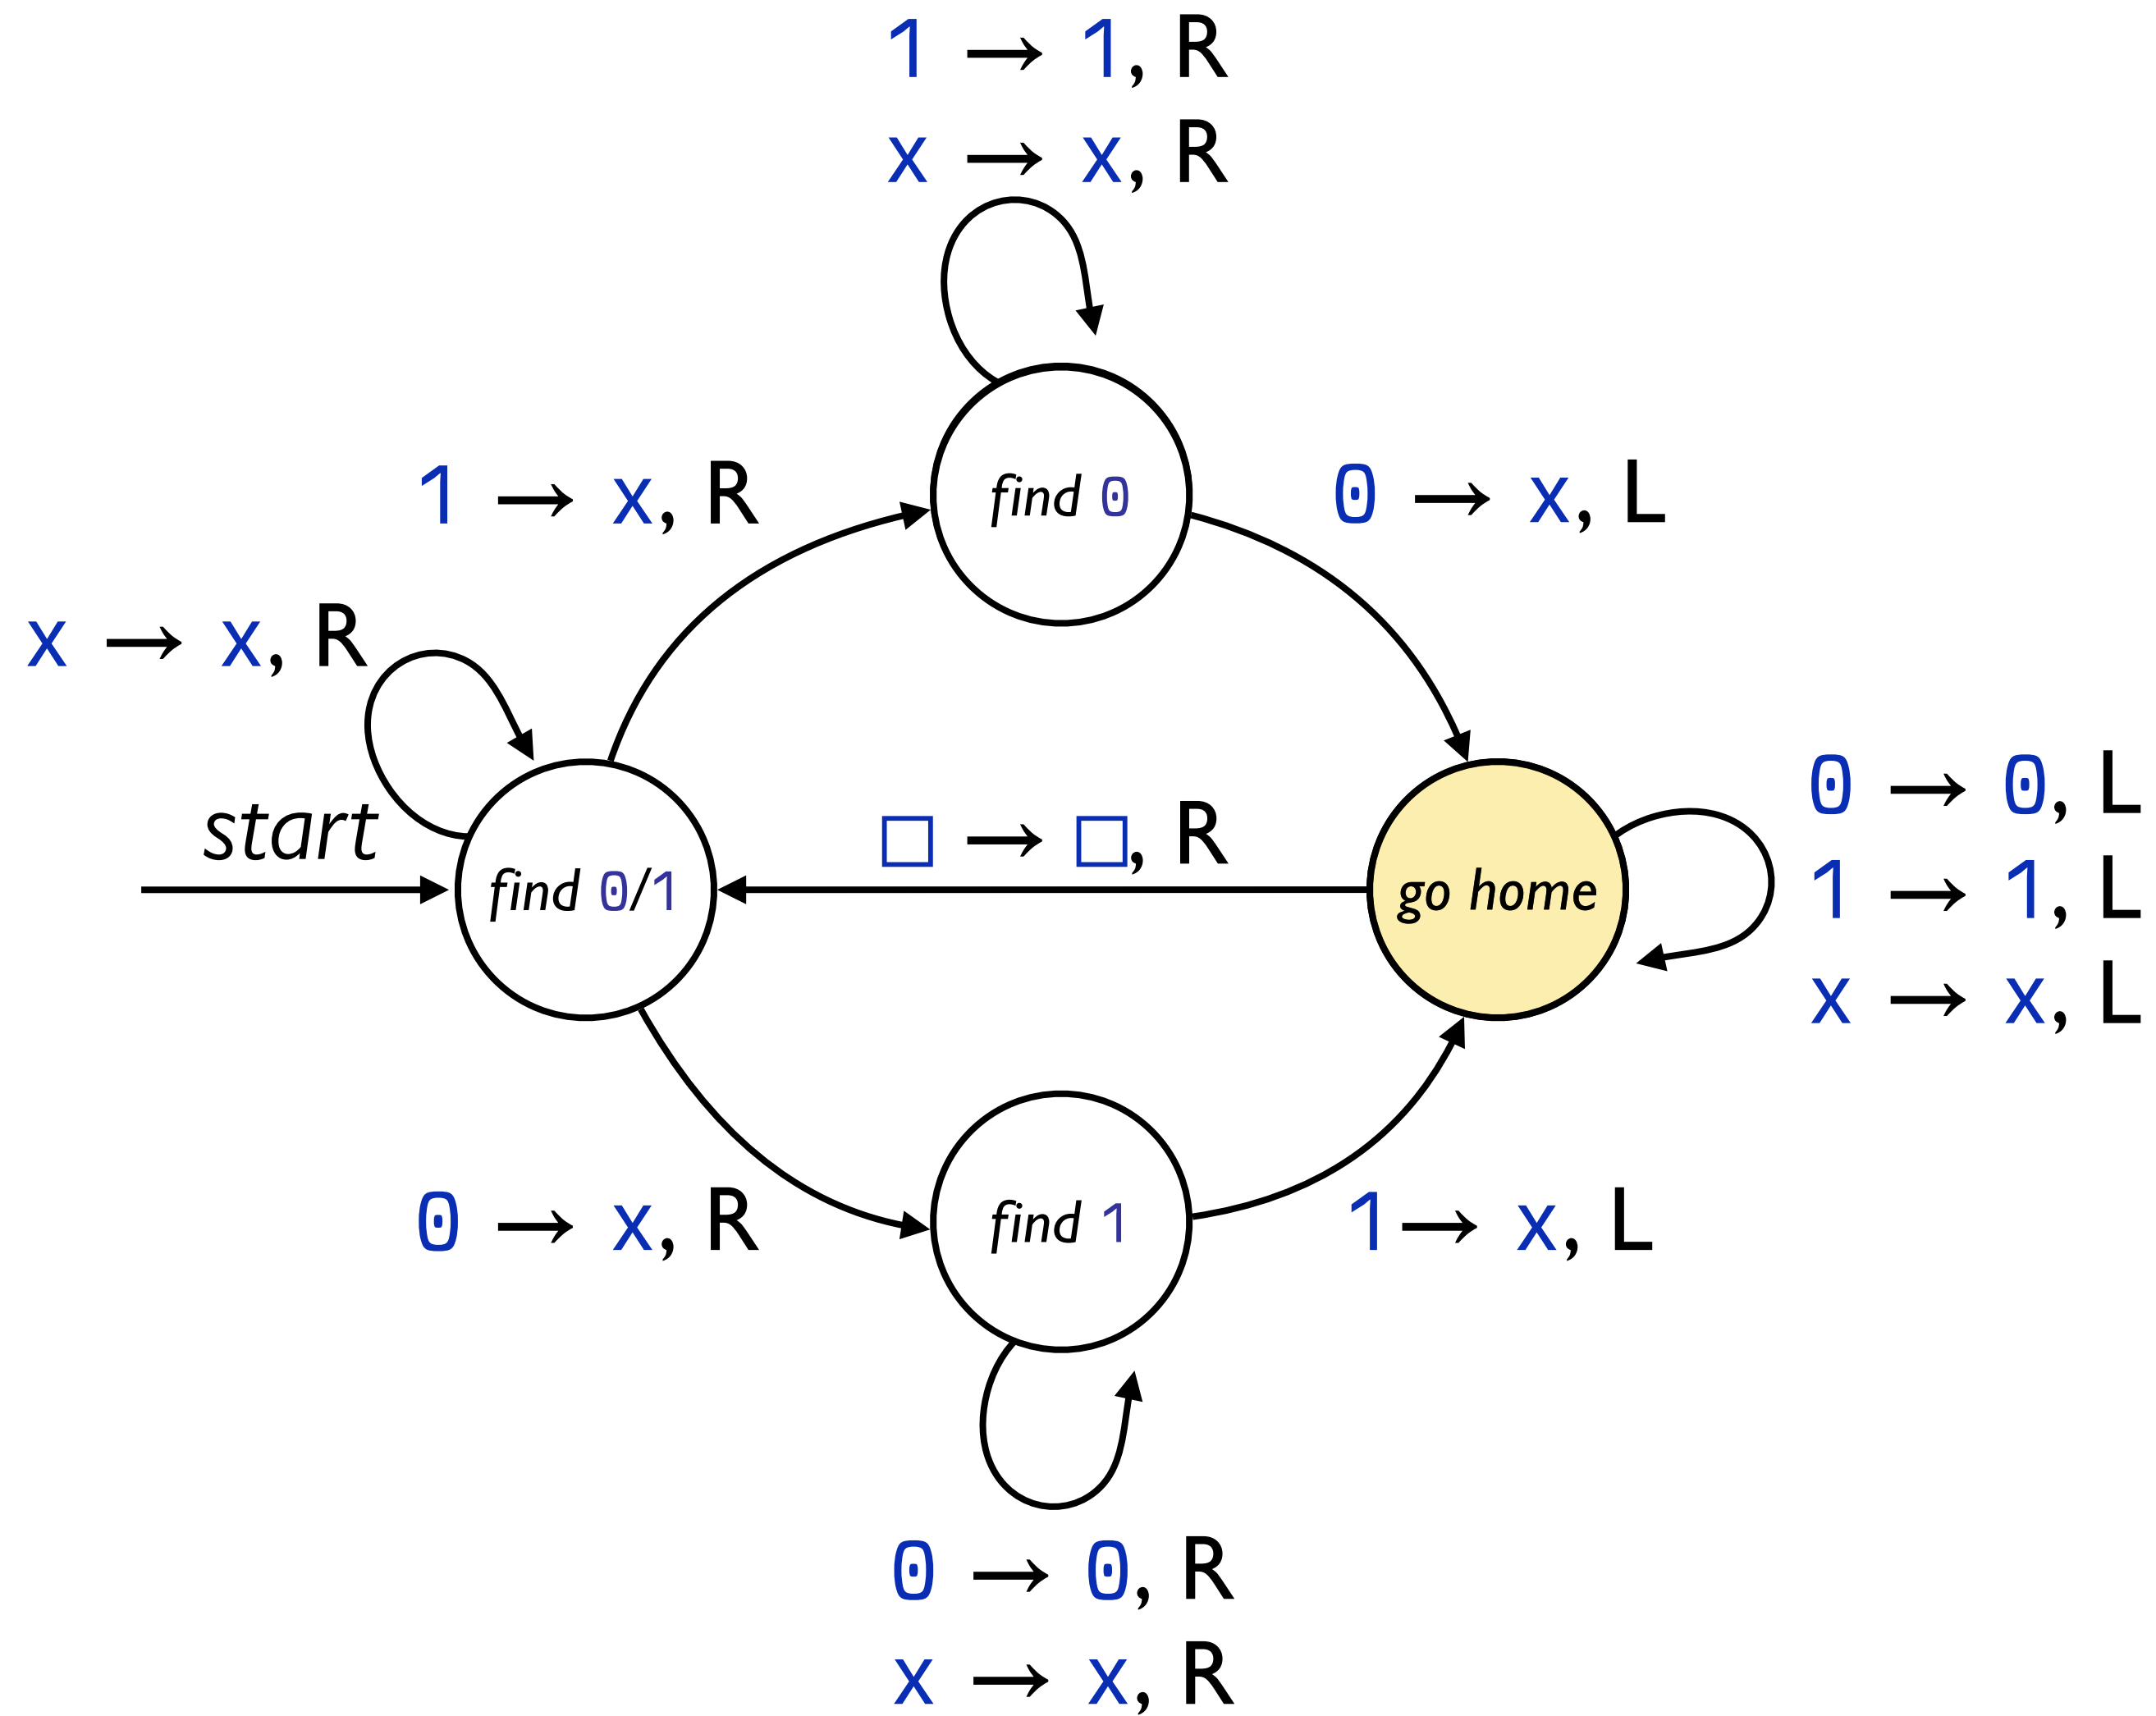 1 → 1, R
x → x, R
1 → x, R
find 0
0 → x, L
x → x, R
start
find 0/1
□ → □, R
go home
0 → 0, L
1 → 1, L
x → x, L
0 → x, R
find 1
1→ x, L
0 → 0, R
x → x, R